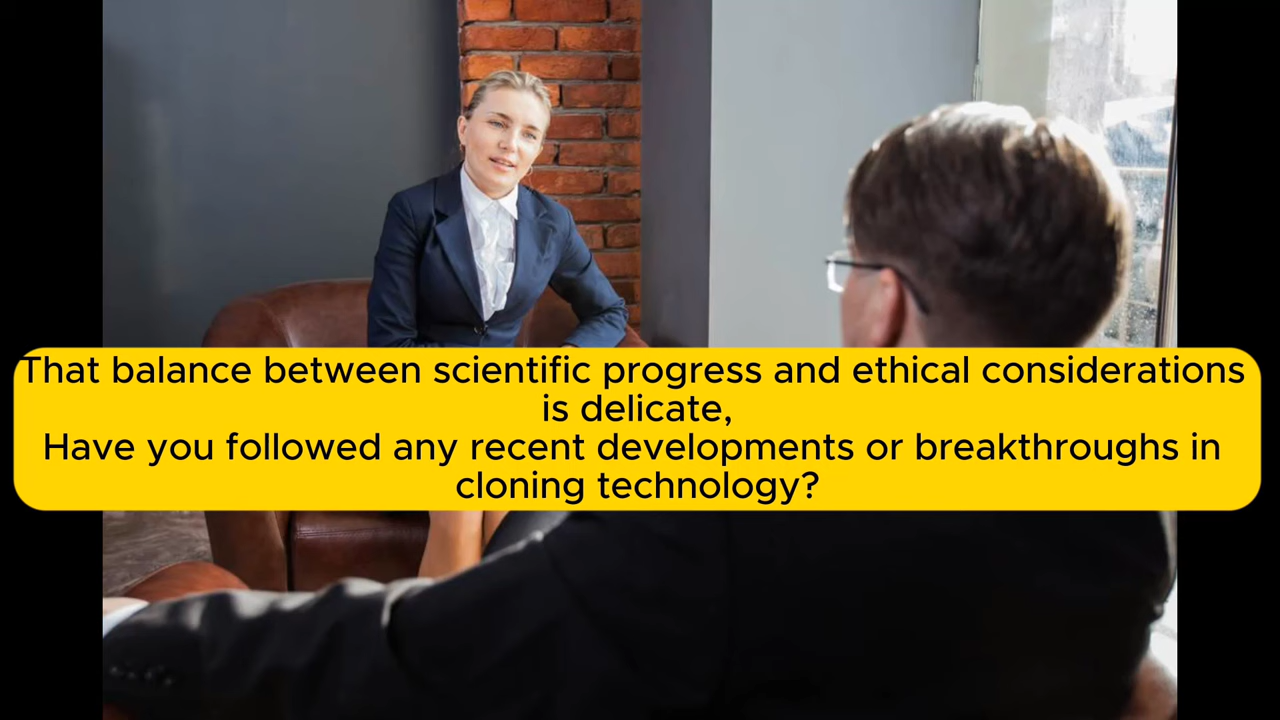 That balance between scientific progress and ethical considerations
is delicate,
Have you followed any recent developments or breakthroughs in
cloning technology?